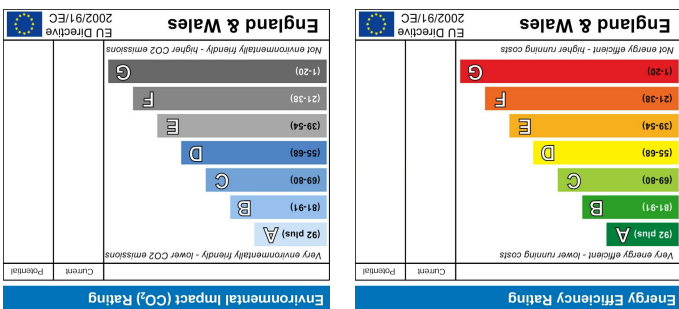 Energy Efficiency Rating
Current
Potential
Very energy efficient - lower running costs
(92 plus) A
(81-91) B
(69-80) C
(55-68) D
(39-54) E
(21-38) F
(1-20) G
Not energy efficient - higher running costs
England & Wales
EU Directive
2002/91/EC
Environmental Impact (CO₂) Rating
Current
Potential
Very environmentally friendly - lower CO2 emissions
(92 plus) A
(81-91) B
(69-80) C
(55-68) D
(39-54) E
(21-38) F
(1-20) G
Not environmentally friendly - higher CO2 emissions
England & Wales
EU Directive
2002/91/EC